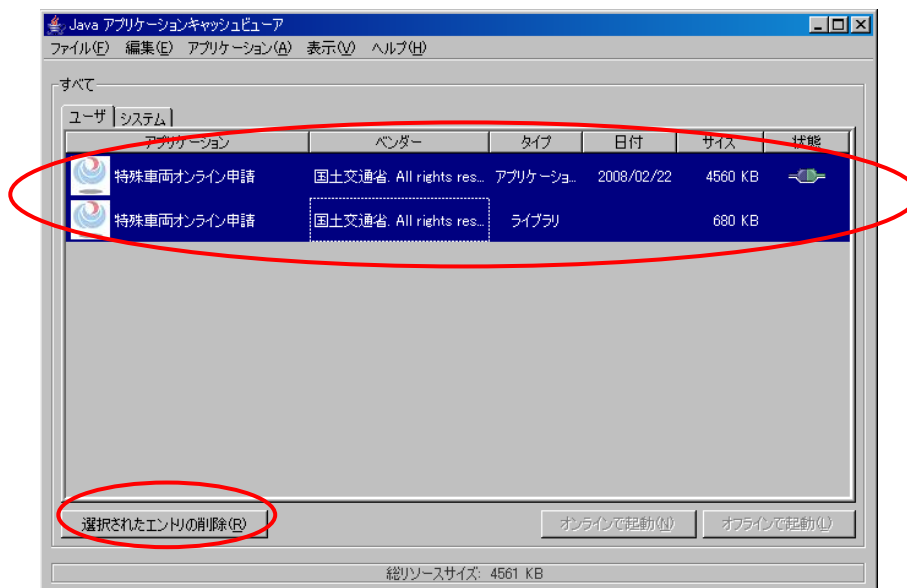 Java アプリケーションキャッシュビューア
ファイル(F) 編集(E) アプリケーション(A) 表示(V) ヘルプ(H)
すべて
ユーザ システム
アプリケーション ベンダー タイプ 日付 サイズ 状態
特殊車両オンライン申請 国土交通省. All rights res... アプリケーショ... 2008/02/22 4560 KB
特殊車両オンライン申請 国土交通省. All rights res... ライブラリ 680 KB
選択されたエントリの削除(R) オンラインで起動(N) オフラインで起動(L)
総リソースサイズ: 4561 KB